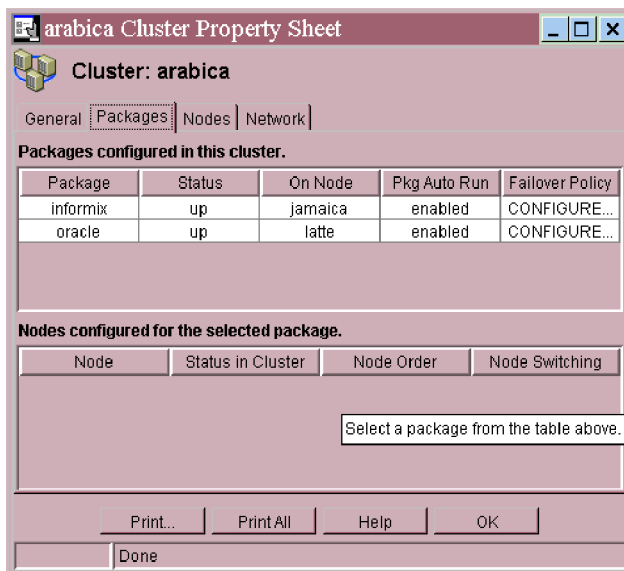 arabica Cluster Property Sheet
Cluster: arabica
General Packages Nodes Network
Packages configured in this cluster.
Package Status On Node Pkg Auto Run Failover Policy
informix up jamaica enabled CONFIGURE...
oracle up latte enabled CONFIGURE...
Nodes configured for the selected package.
Node Status in Cluster Node Order Node Switching
Select a package from the table above.
Print... Print All Help OK
Done